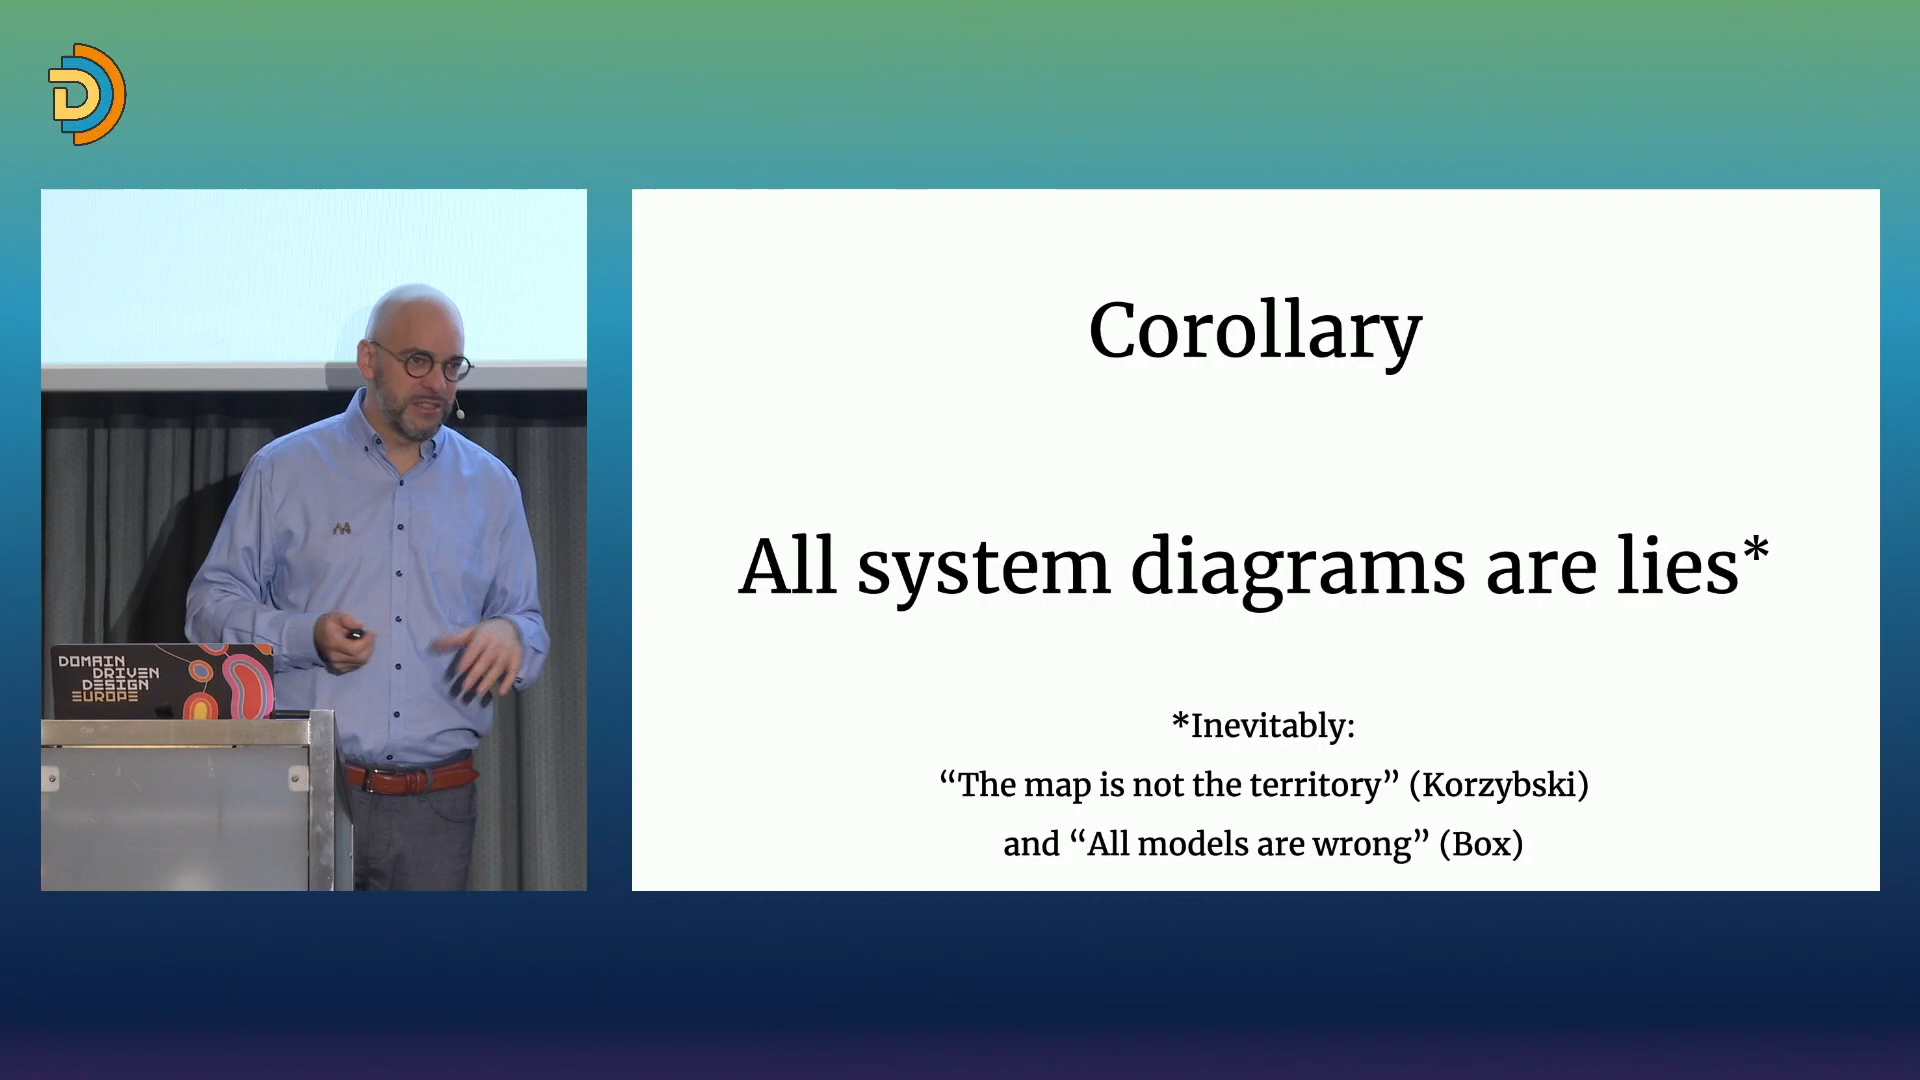 DOMAIN
DRIVEN
DESIGN
EUROPE
Corollary
All system diagrams are lies*
*Inevitably:
“The map is not the territory” (Korzybski)
and “All models are wrong” (Box)